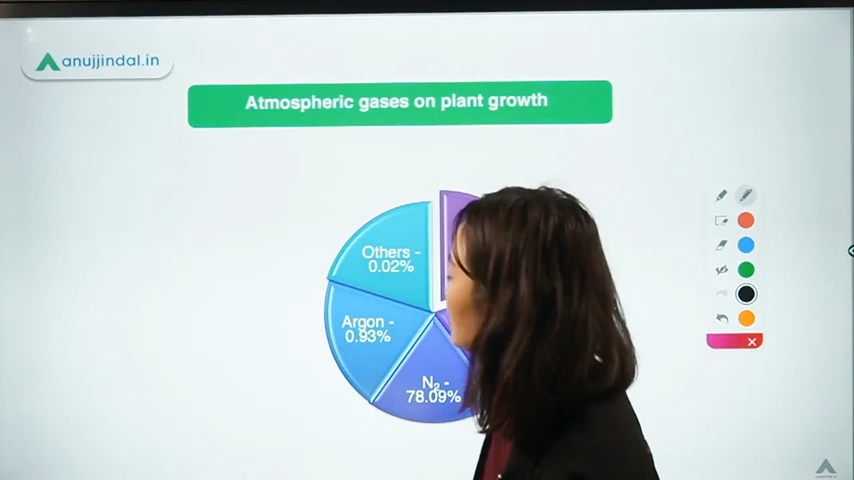 anujjindal.in
Atmospheric gases on plant growth
Others -
0.02%
Argon -
0.93%
N2 -
78.09%